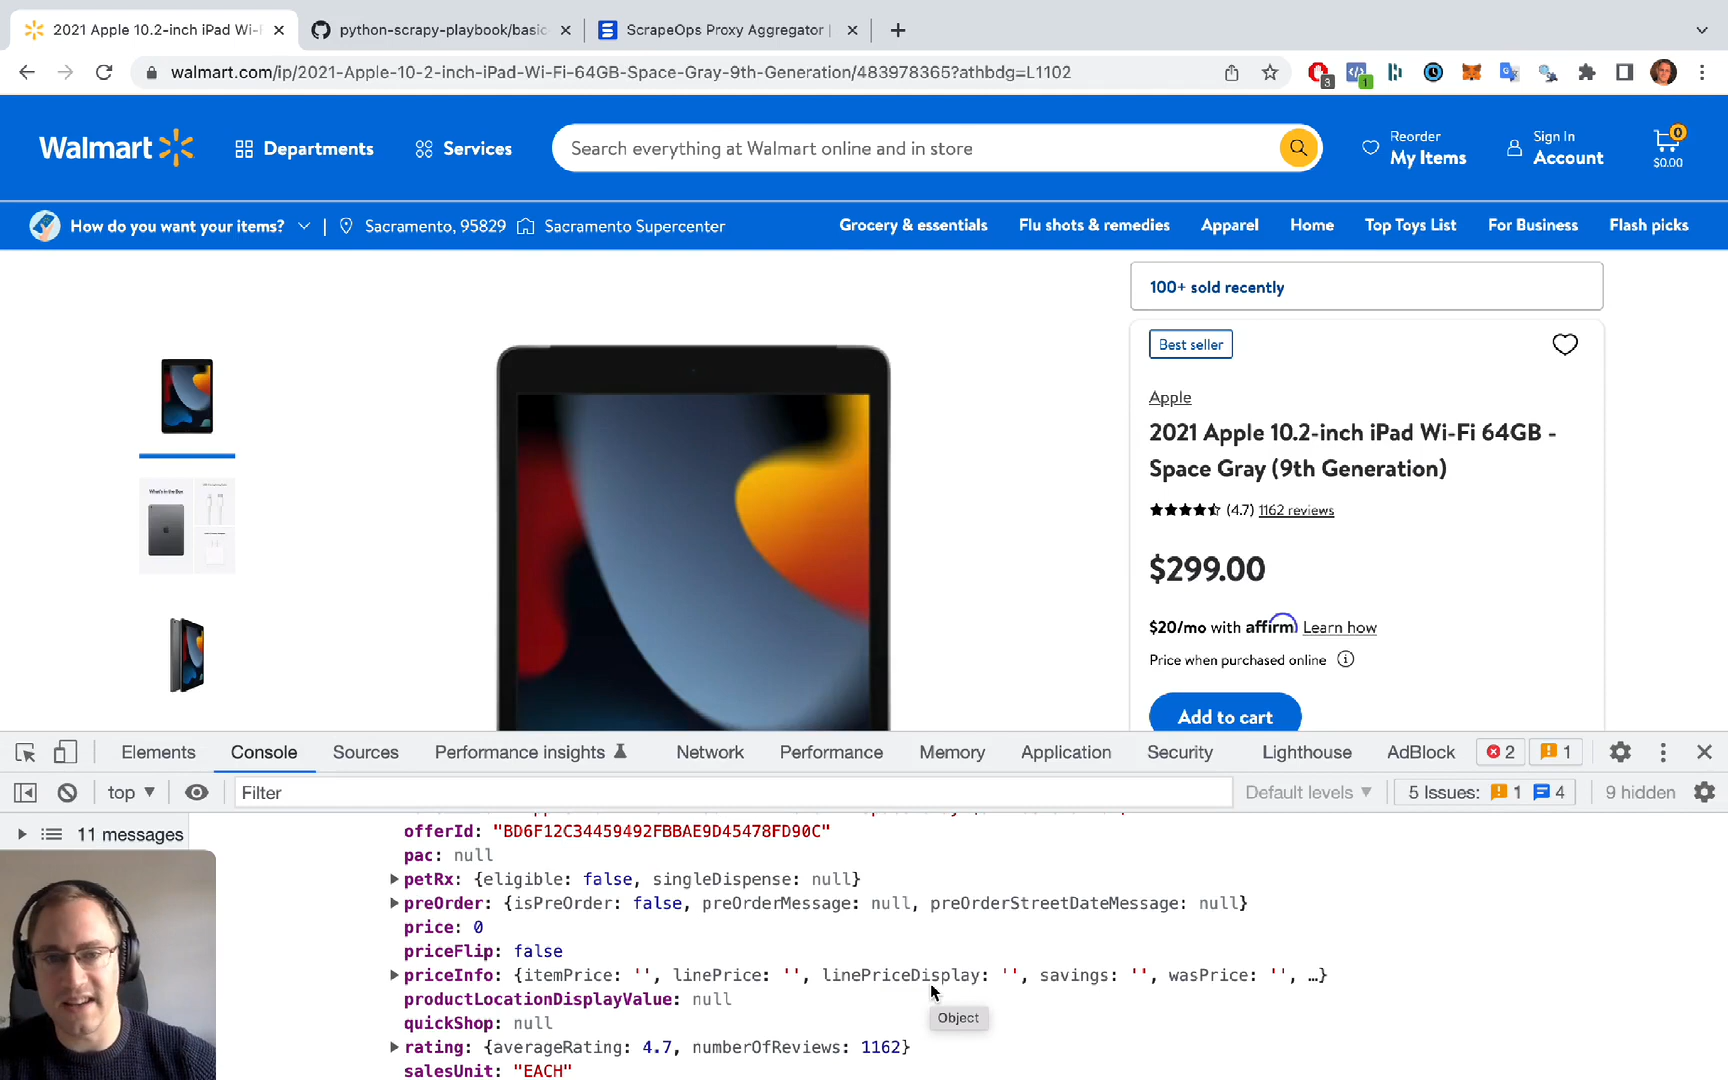 2021 Apple 10.2-inch iPad Wi-F
python-scrapy-playbook/basic
ScrapeOps Proxy Aggregator |
walmart.com/ip/2021-Apple-10-2-inch-iPad-Wi-Fi-64GB-Space-Gray-9th-Generation/483978365?athbdg=L1102
3
1
Walmart
Departments
Services
Search everything at Walmart online and in store
Reorder
My Items
Sign In
Account
0
$0.00
How do you want your items?
Sacramento, 95829
Sacramento Supercenter
Grocery & essentials
Flu shots & remedies
Apparel
Home
Top Toys List
For Business
Flash picks
100+ sold recently
Best seller
Apple
2021 Apple 10.2-inch iPad Wi-Fi 64GB -
Space Gray (9th Generation)
(4.7) 1162 reviews
$299.00
$20/mo with affirm Learn how
Price when purchased online
Add to cart
What's in the Box
Elements
Console
Sources
Performance insights
Network
Performance
Memory
Application
Security
Lighthouse
AdBlock
2
1
top
Filter
Default levels
5 Issues: 1 4
9 hidden
11 messages
offerId: "BD6F12C34459492FBBAE9D45478FD90C"
pac: null
petRx: {eligible: false, singleDispense: null}
preOrder: {isPreOrder: false, preOrderMessage: null, preOrderStreetDateMessage: null}
price: 0
priceFlip: false
priceInfo: {itemPrice: '', linePrice: '', linePriceDisplay: '', savings: '', wasPrice: '', …}
productLocationDisplayValue: null
Object
quickShop: null
rating: {averageRating: 4.7, numberOfReviews: 1162}
salesUnit: "EACH"